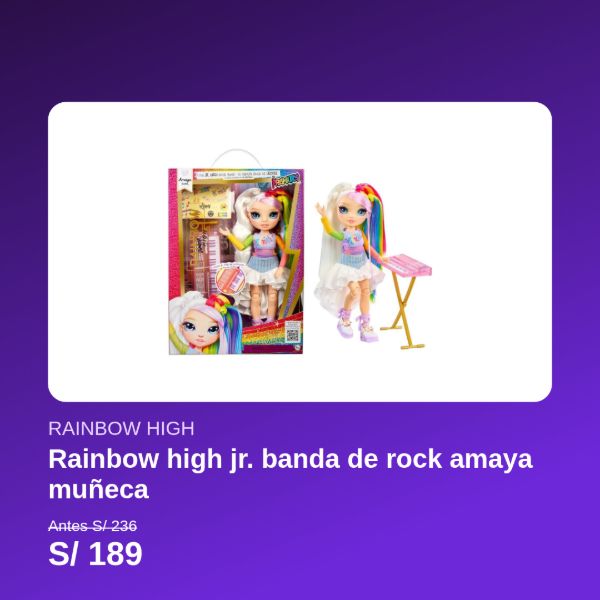 RAINBOW HIGH
Rainbow high jr. banda de rock amaya
muñeca
Antes S/ 236
S/ 189